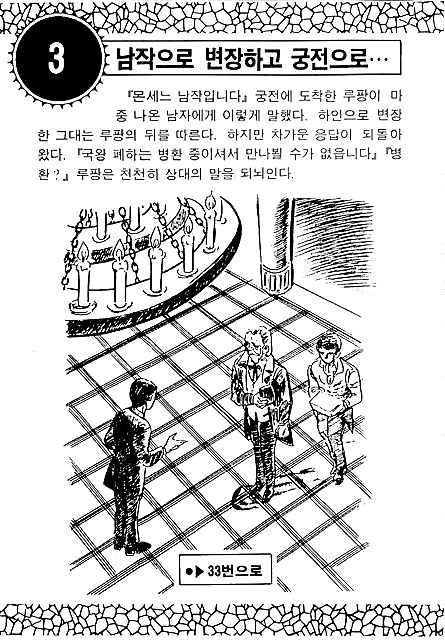 3
남작으로 변장하고 궁전으로…
『몬세느 남작입니다』 궁전에 도착한 루팡이 마
중 나온 남자에게 이렇게 말했다. 하인으로 변장
한 그대는 루팡의 뒤를 따른다. 하지만 차가운 응답이 되돌아
왔다. 『국왕 폐하는 병환 중이셔서 만나뵐 수가 없읍니다』『병
환?』 루팡은 천천히 상대의 말을 되뇌인다.
●▶33번으로